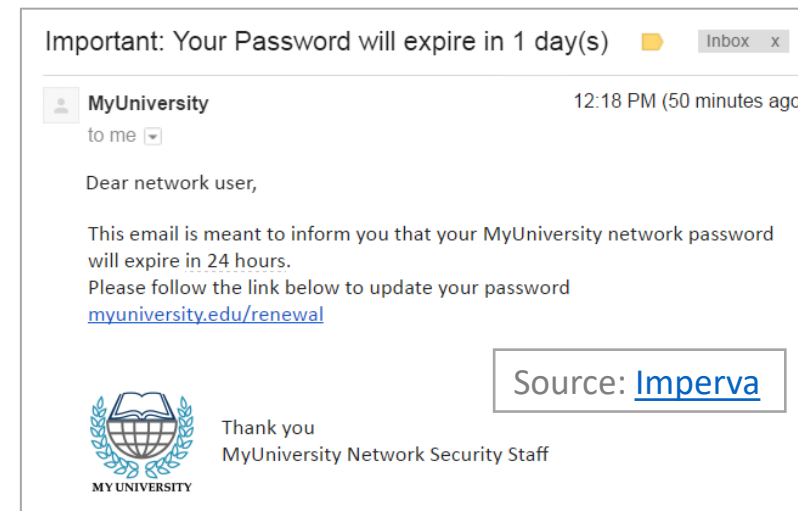 Important: Your Password will expire in 1 day(s) Inbox x
MyUniversity 12:18 PM (50 minutes ago
to me
Dear network user,
This email is meant to inform you that your MyUniversity network password
will expire in 24 hours.
Please follow the link below to update your password
myuniversity.edu/renewal
Source: Imperva
Thank you
MyUniversity Network Security Staff
MY UNIVERSITY